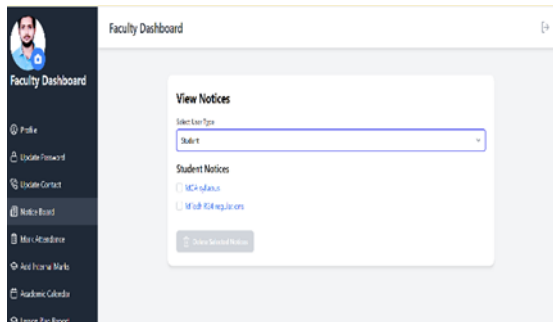 Faculty Dashboard
Faculty Dashboard
Profile
Update Password
Update Contact
Notice Board
Mark Attendance
Add Internal Marks
Academic Calendar
View Notices
Select User Type
Student
Student Notices
MCA syllabus
regulations
Delete Selected Notices